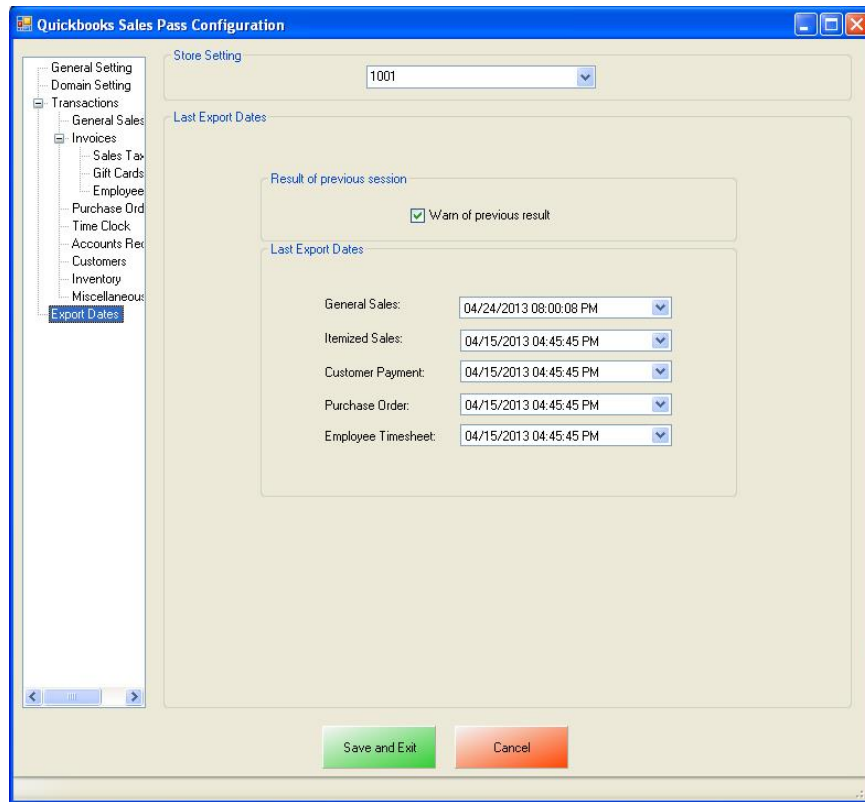 Quickbooks Sales Pass Configuration
General Setting
Domain Setting
Transactions
General Sales
Invoices
Sales Tax
Gift Cards
Employee
Purchase Ord
Time Clock
Accounts Rec
Customers
Inventory
Miscellaneous
Export Dates
Store Setting
1001
Last Export Dates
Result of previous session
Warn of previous result
Last Export Dates
General Sales: 04/24/2013 08:00:08 PM
Itemized Sales: 04/15/2013 04:45:45 PM
Customer Payment: 04/15/2013 04:45:45 PM
Purchase Order: 04/15/2013 04:45:45 PM
Employee Timesheet: 04/15/2013 04:45:45 PM
Save and Exit
Cancel